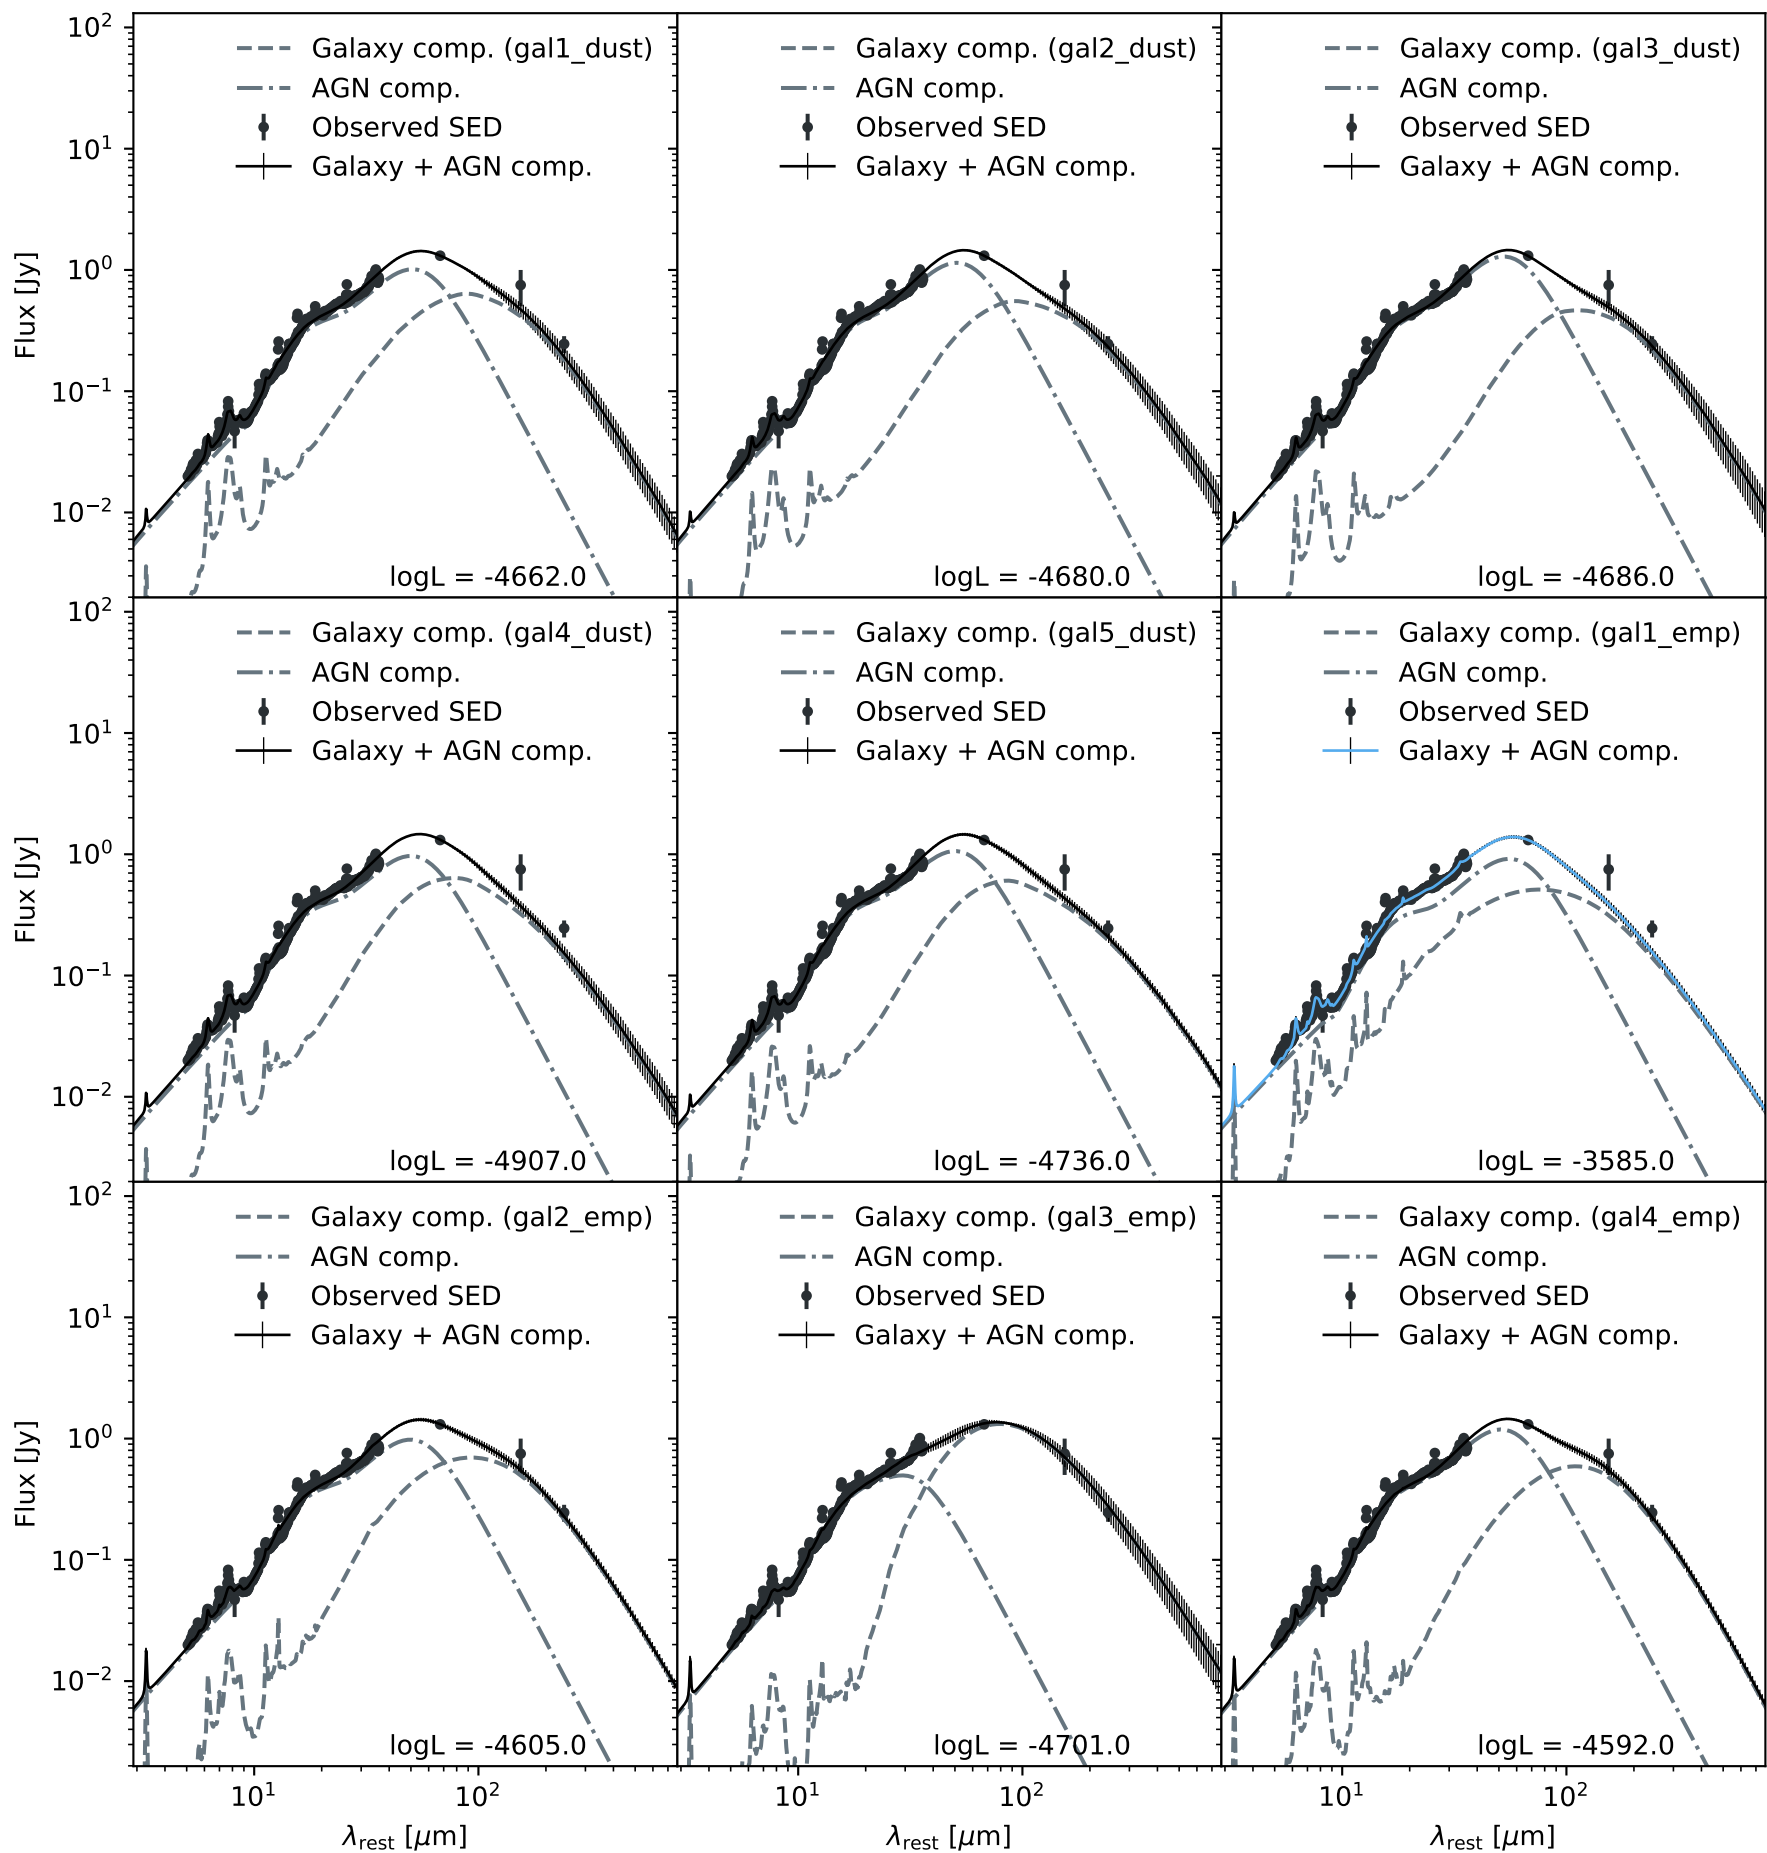 Galaxy comp. (gal1_dust)
AGN comp.
Observed SED
Galaxy + AGN comp.
logL = -4662.0
Galaxy comp. (gal2_dust)
AGN comp.
Observed SED
Galaxy + AGN comp.
logL = -4680.0
Galaxy comp. (gal3_dust)
AGN comp.
Observed SED
Galaxy + AGN comp.
logL = -4686.0
10²
10¹
10⁰
10⁻¹
10⁻²
Flux [Jy]
Galaxy comp. (gal4_dust)
AGN comp.
Observed SED
Galaxy + AGN comp.
logL = -4907.0
Galaxy comp. (gal5_dust)
AGN comp.
Observed SED
Galaxy + AGN comp.
logL = -4736.0
Galaxy comp. (gal1_emp)
AGN comp.
Observed SED
Galaxy + AGN comp.
logL = -3585.0
10²
10¹
10⁰
10⁻¹
10⁻²
Flux [Jy]
Galaxy comp. (gal2_emp)
AGN comp.
Observed SED
Galaxy + AGN comp.
logL = -4605.0
Galaxy comp. (gal3_emp)
AGN comp.
Observed SED
Galaxy + AGN comp.
logL = -4701.0
Galaxy comp. (gal4_emp)
AGN comp.
Observed SED
Galaxy + AGN comp.
logL = -4592.0
10²
10¹
10⁰
10⁻¹
10⁻²
Flux [Jy]
10¹ 10²
10¹ 10²
10¹ 10²
λrest [μm]
λrest [μm]
λrest [μm]